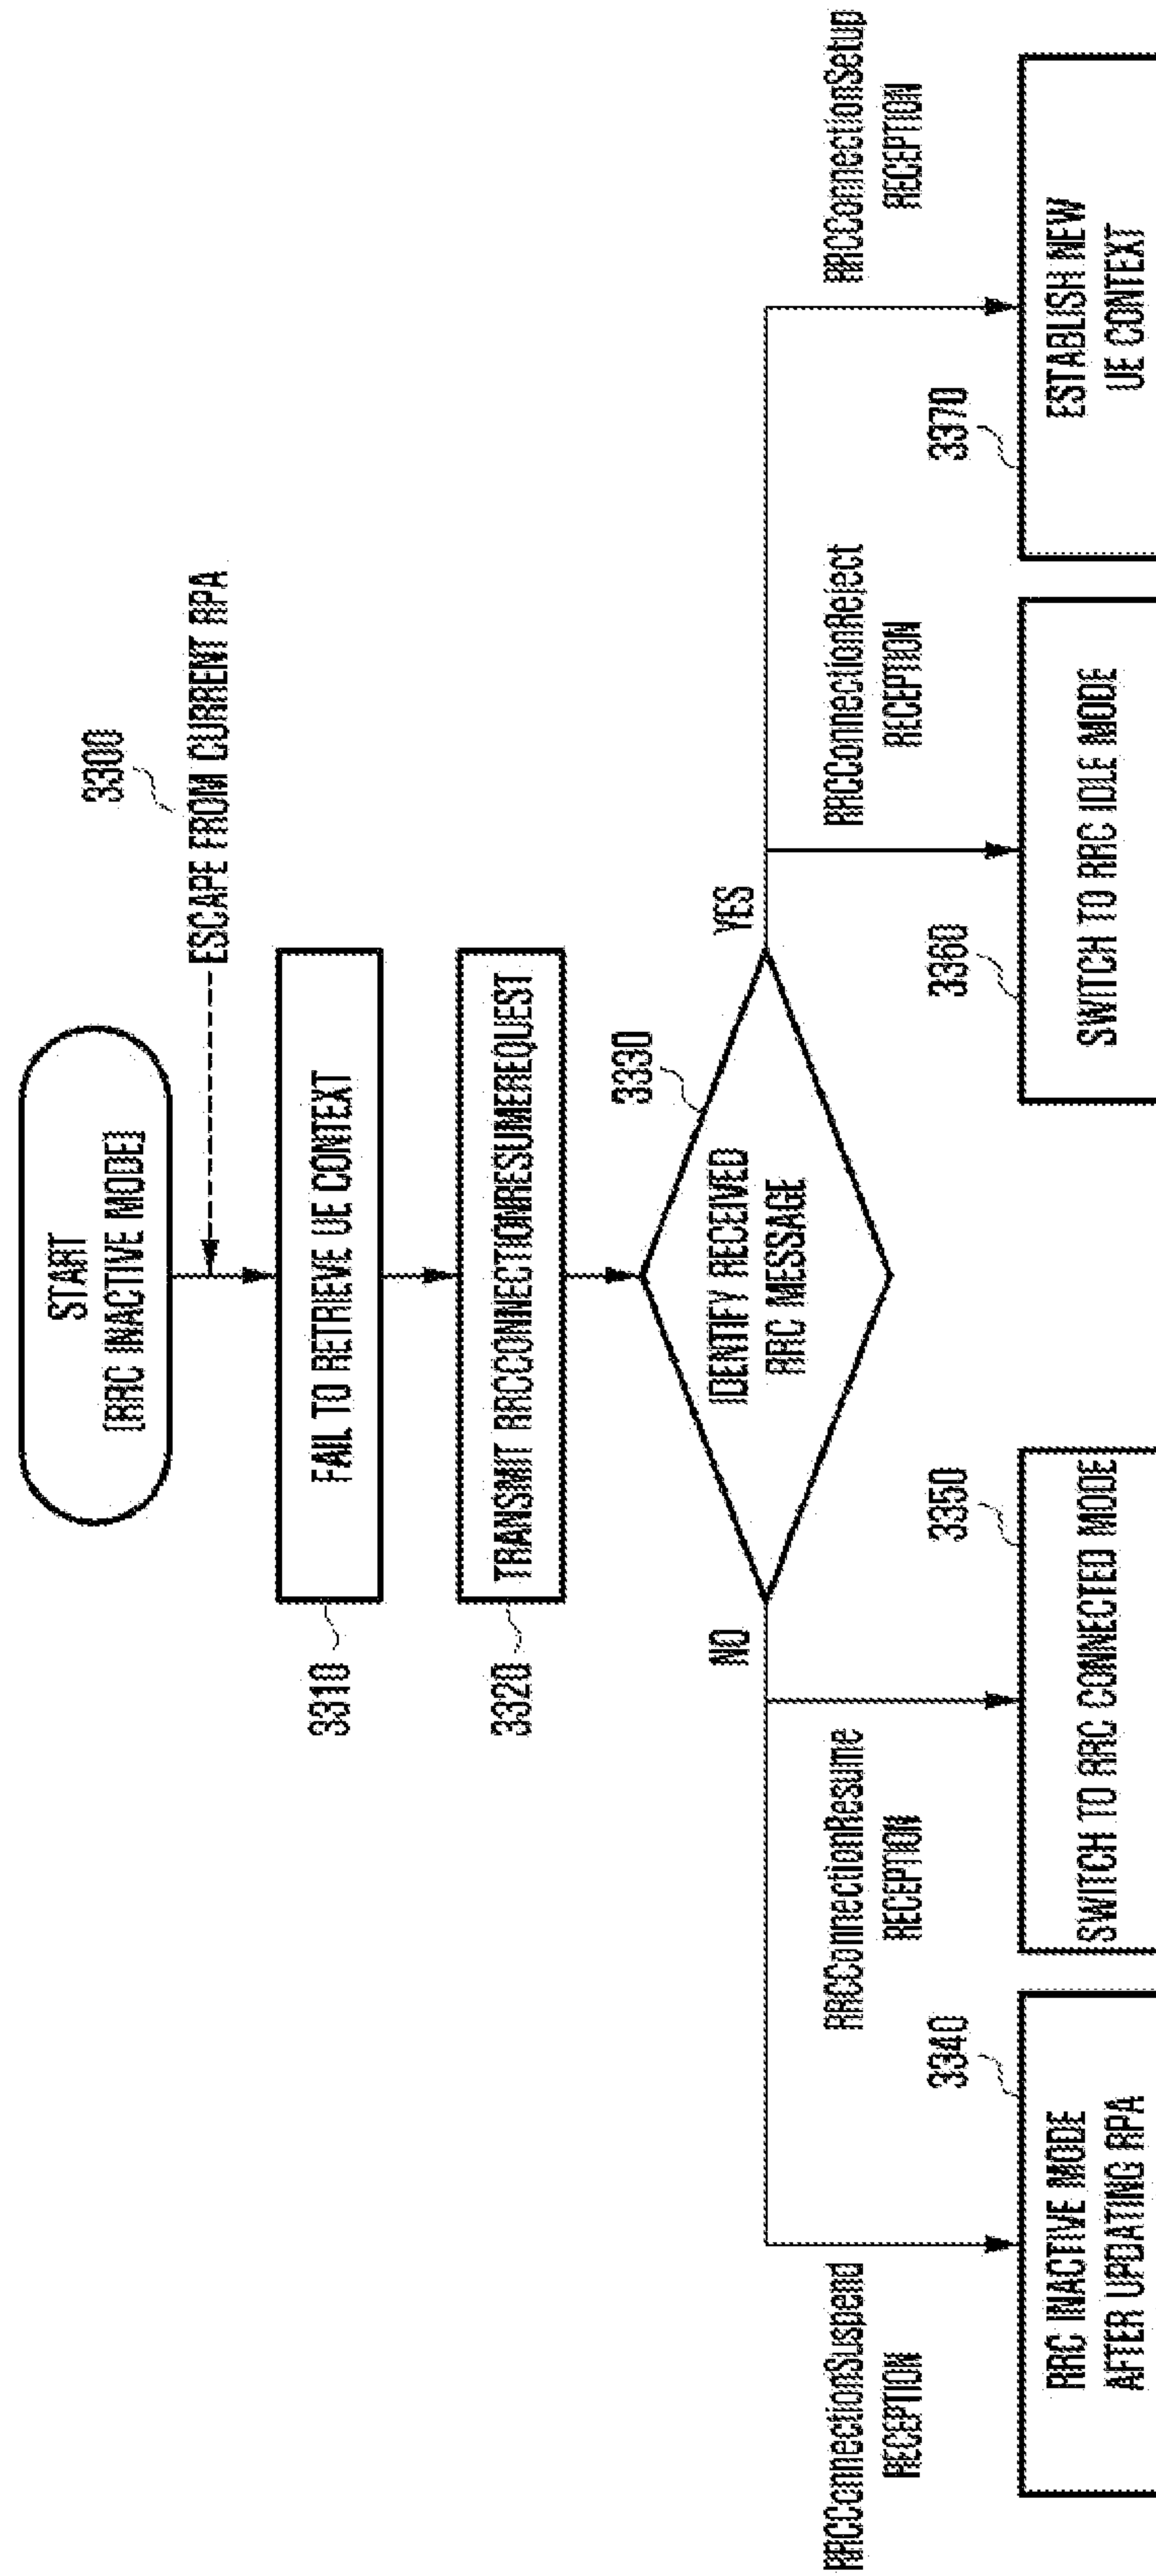 START
[RRC INACTIVE MODE]
3300
ESCAPE FROM CURRENT RPA
3310
FAIL TO RETRIEVE UE CONTEXT
3320
TRANSMIT RRCCONNECTIONRESUMEREQUEST
3330
IDENTIFY RECEIVED
RRC MESSAGE
NO
YES
RRCConnectionSuspend
RECEPTION
RRCConnectionResume
RECEPTION
RRCConnectionReject
RECEPTION
RRCConnectionSetup
RECEPTION
3340
RRC INACTIVE MODE
AFTER UPDATING RPA
3350
SWITCH TO RRC CONNECTED MODE
3360
SWITCH TO RRC IDLE MODE
3370
ESTABLISH NEW
UE CONTEXT